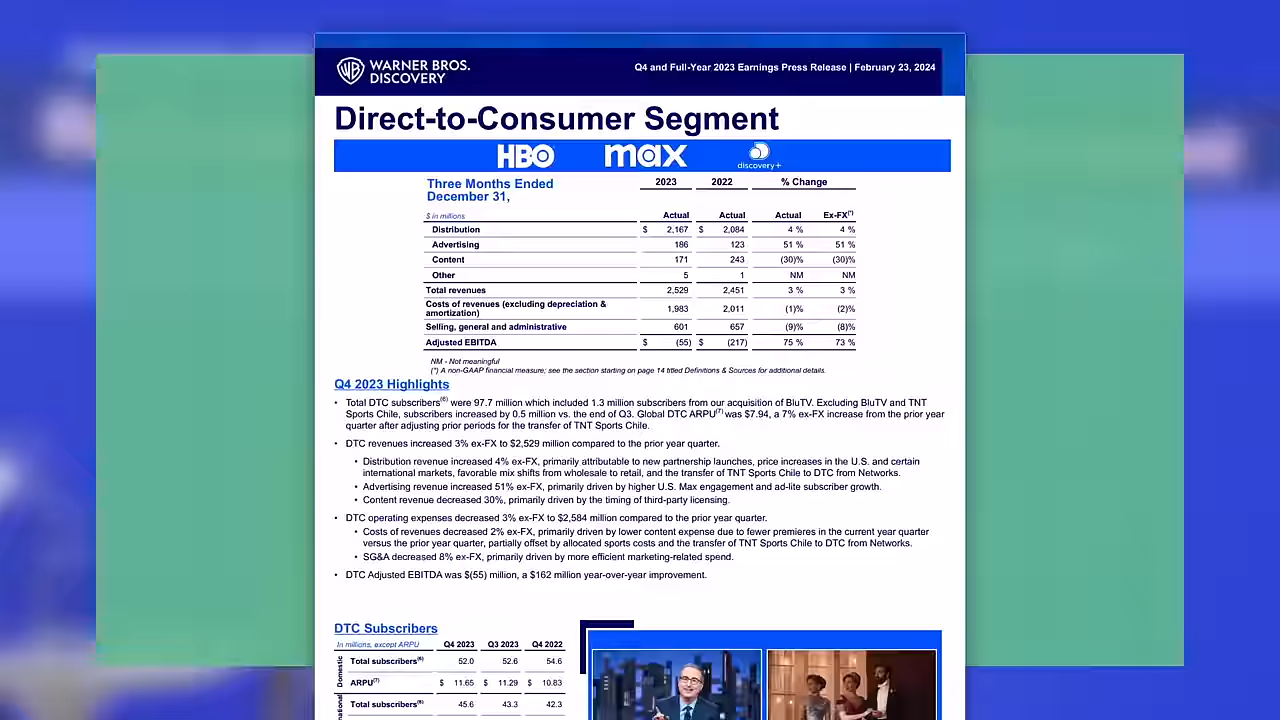 WARNER BROS.
DISCOVERY
Q4 and Full-Year 2023 Earnings Press Release | February 23, 2024
Direct-to-Consumer Segment
HBO max discovery+
Three Months Ended
December 31,
2023 2022 % Change
$ in millions Actual Actual Actual Ex-FX(*)
Distribution $ 2,167 $ 2,084 4 % 4 %
Advertising 186 123 51 % 51 %
Content 171 243 (30)% (30)%
Other 5 1 NM NM
Total revenues 2,529 2,451 3 % 3 %
Costs of revenues (excluding depreciation &
amortization) 1,983 2,011 (1)% (2)%
Selling, general and administrative 601 657 (9)% (8)%
Adjusted EBITDA $ (55) $ (217) 75 % 73 %
NM - Not meaningful
(*) A non-GAAP financial measure; see the section starting on page 14 titled Definitions & Sources for additional details.
Q4 2023 Highlights
• Total DTC subscribers(6) were 97.7 million which included 1.3 million subscribers from our acquisition of BluTV. Excluding BluTV and TNT
Sports Chile, subscribers increased by 0.5 million vs. the end of Q3. Global DTC ARPU(7) was $7.94, a 7% ex-FX increase from the prior year
quarter after adjusting prior periods for the transfer of TNT Sports Chile.
• DTC revenues increased 3% ex-FX to $2,529 million compared to the prior year quarter.
• Distribution revenue increased 4% ex-FX, primarily attributable to new partnership launches, price increases in the U.S. and certain
international markets, favorable mix shifts from wholesale to retail, and the transfer of TNT Sports Chile to DTC from Networks.
• Advertising revenue increased 51% ex-FX, primarily driven by higher U.S. Max engagement and ad-lite subscriber growth.
• Content revenue decreased 30%, primarily driven by the timing of third-party licensing.
• DTC operating expenses decreased 3% ex-FX to $2,584 million compared to the prior year quarter.
• Costs of revenues decreased 2% ex-FX, primarily driven by lower content expense due to fewer premieres in the current year quarter
versus the prior year quarter, partially offset by allocated sports costs and the transfer of TNT Sports Chile to DTC from Networks.
• SG&A decreased 8% ex-FX, primarily driven by more efficient marketing-related spend.
• DTC Adjusted EBITDA was $(55) million, a $162 million year-over-year improvement.
DTC Subscribers
In millions, except ARPU Q4 2023 Q3 2023 Q4 2022
Domestic
Total subscribers(6) 52.0 52.6 54.6
ARPU(7) $ 11.65 $ 11.29 $ 10.83
Total subscribers(6) 45.6 43.3 42.3